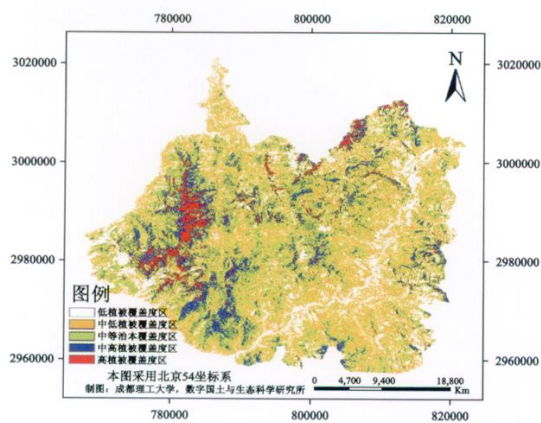 780000 800000 820000
3020000
N
3020000
3000000
3000000
2980000
2980000
图例
低植被覆盖度区
中低植被覆盖度区
中等治本覆盖度区
中高植被覆盖度区
高植被覆盖度区
2960000
2960000
本图采用北京54坐标系
制图：成都理工大学，数字国土与生态科学研究所
0 4,700 9,400 18,800
Km
780000 800000 820000